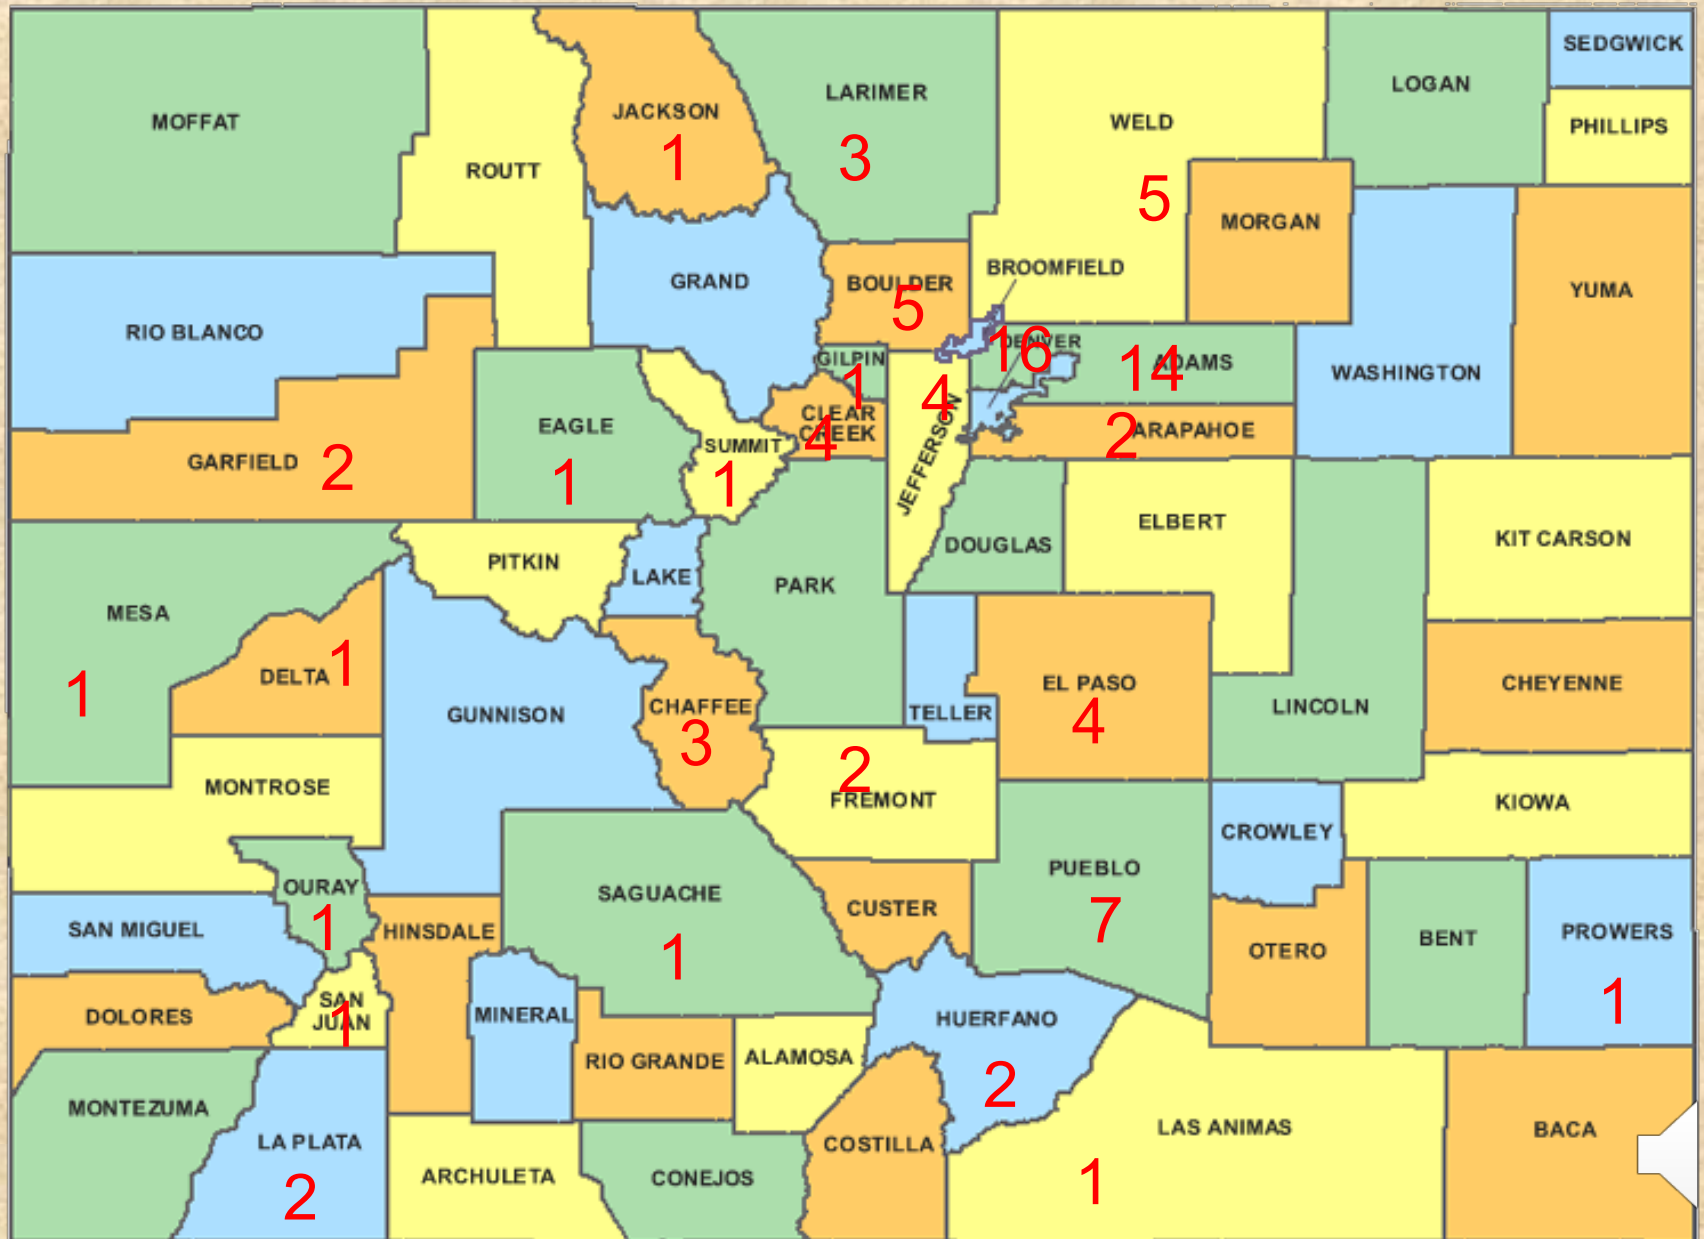 SEDGWICK
LOGAN
LARIMER
JACKSON
MOFFAT
WELD
PHILLIPS
1
3
ROUTT
5
MORGAN
BROOMFIELD
GRAND
BOULDER
YUMA
5
RIO BLANCO
DENVER
16
GILPIN
1
ADAMS
14
WASHINGTON
4
JEFFERSON
CLEAR
CREEK
4
EAGLE
1
SUMMIT
1
2
ARAPAHOE
GARFIELD
2
ELBERT
KIT CARSON
DOUGLAS
PITKIN
LAKE
PARK
MESA
1
DELTA
1
EL PASO
4
CHEYENNE
GUNNISON
CHAFFEE
3
TELLER
LINCOLN
2
FREMONT
MONTROSE
KIOWA
CROWLEY
PUEBLO
7
OURAY
1
SAGUACHE
1
CUSTER
SAN MIGUEL
HINSDALE
OTERO
BENT
PROWERS
1
SAN
JUAN
1
DOLORES
MINERAL
HUERFANO
2
RIO GRANDE
ALAMOSA
MONTEZUMA
LA PLATA
2
COSTILLA
LAS ANIMAS
1
BACA
ARCHULETA
CONEJOS